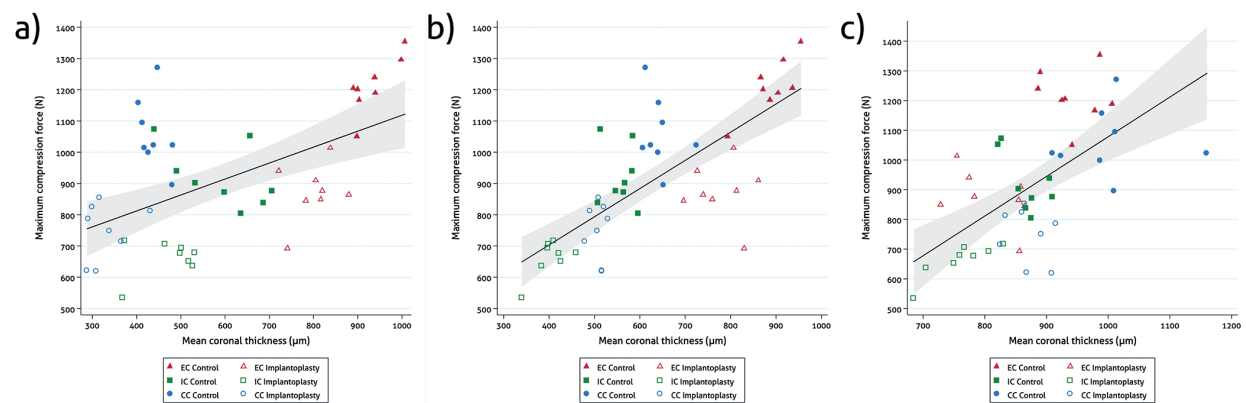 a)
Maximum compression force (N)
1400
1300
1200
1100
1000
900
800
700
600
500
300 400 500 600 700 800 900 1000
Mean coronal thickness (μm)
EC Control EC Implantoplasty
IC Control IC Implantoplasty
CC Control CC Implantoplasty
b)
Maximum compression force (N)
1400
1300
1200
1100
1000
900
800
700
600
500
300 400 500 600 700 800 900 1000
Mean coronal thickness (μm)
EC Control EC Implantoplasty
IC Control IC Implantoplasty
CC Control CC Implantoplasty
c)
Maximum compression force (N)
1400
1300
1200
1100
1000
900
800
700
600
500
700 800 900 1000 1100 1200
Mean coronal thickness (μm)
EC Control EC Implantoplasty
IC Control IC Implantoplasty
CC Control CC Implantoplasty